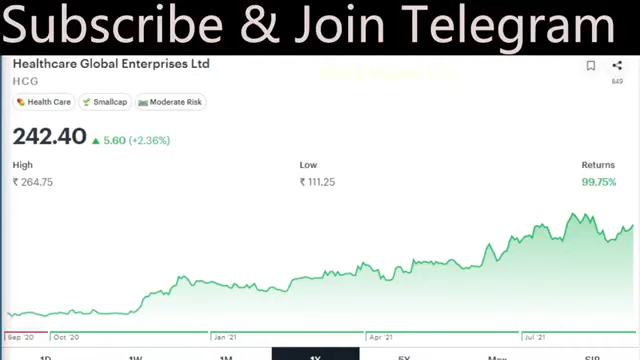 Subscribe & Join Telegram
Healthcare Global Enterprises Ltd
HCG
849
Health Care Smallcap Moderate Risk
242.40 ▲ 5.60 (+2.36%)
High Low Returns
₹ 264.75 ₹ 111.25 99.75%
Sep '20 Oct '20 Jan '21 Apr '21 Jul '21
1D 1W 1M 1Y 5Y Max SIP